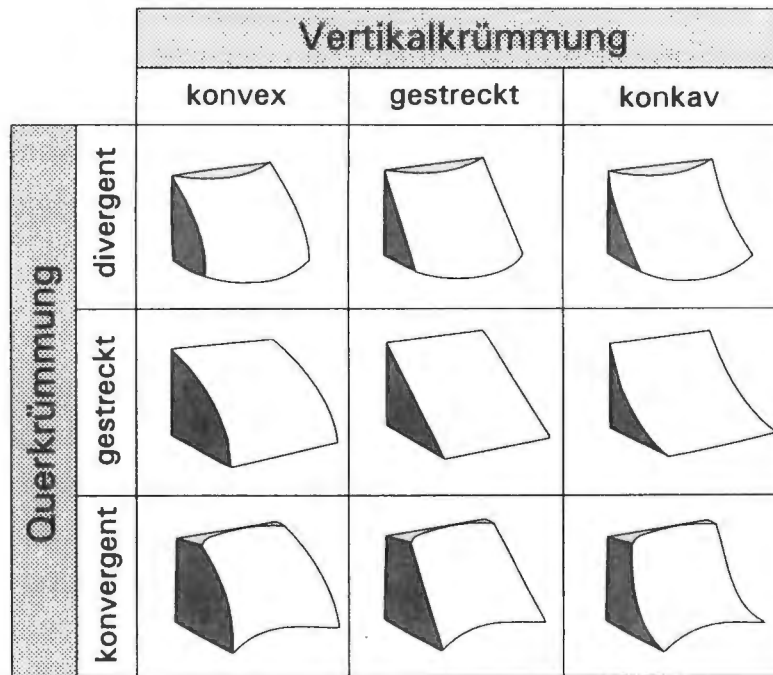 Vertikalkrümmung
konvex gestreckt konkav
Querkrümmung
divergent
gestreckt
konvergent